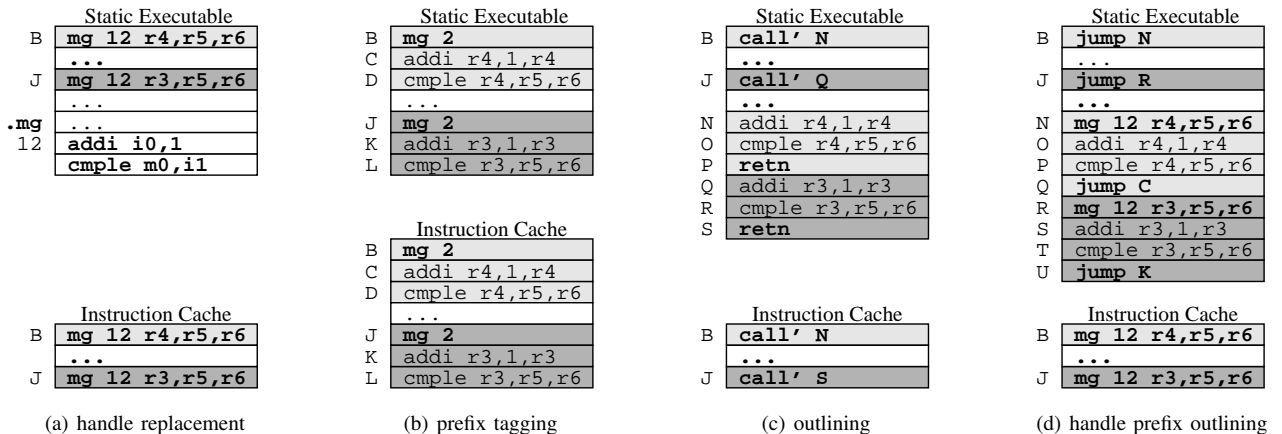 Static Executable
B mg 12 r4,r5,r6
...
J mg 12 r3,r5,r6
...
.mg ...
12 addi i0,1
cmple m0,i1
Instruction Cache
B mg 12 r4,r5,r6
...
J mg 12 r3,r5,r6
(a) handle replacement
Static Executable
B mg 2
C addi r4,1,r4
D cmple r4,r5,r6
...
J mg 2
K addi r3,1,r3
L cmple r3,r5,r6
Instruction Cache
B mg 2
C addi r4,1,r4
D cmple r4,r5,r6
...
J mg 2
K addi r3,1,r3
L cmple r3,r5,r6
(b) prefix tagging
Static Executable
B call' N
...
J call' Q
...
N addi r4,1,r4
O cmple r4,r5,r6
P retn
Q addi r3,1,r3
R cmple r3,r5,r6
S retn
Instruction Cache
B call' N
...
J call' S
(c) outlining
Static Executable
B jump N
...
J jump R
...
N mg 12 r4,r5,r6
O addi r4,1,r4
P cmple r4,r5,r6
Q jump C
R mg 12 r3,r5,r6
S addi r3,1,r3
T cmple r3,r5,r6
U jump K
Instruction Cache
B mg 12 r4,r5,r6
...
J mg 12 r3,r5,r6
(d) handle prefix outlining